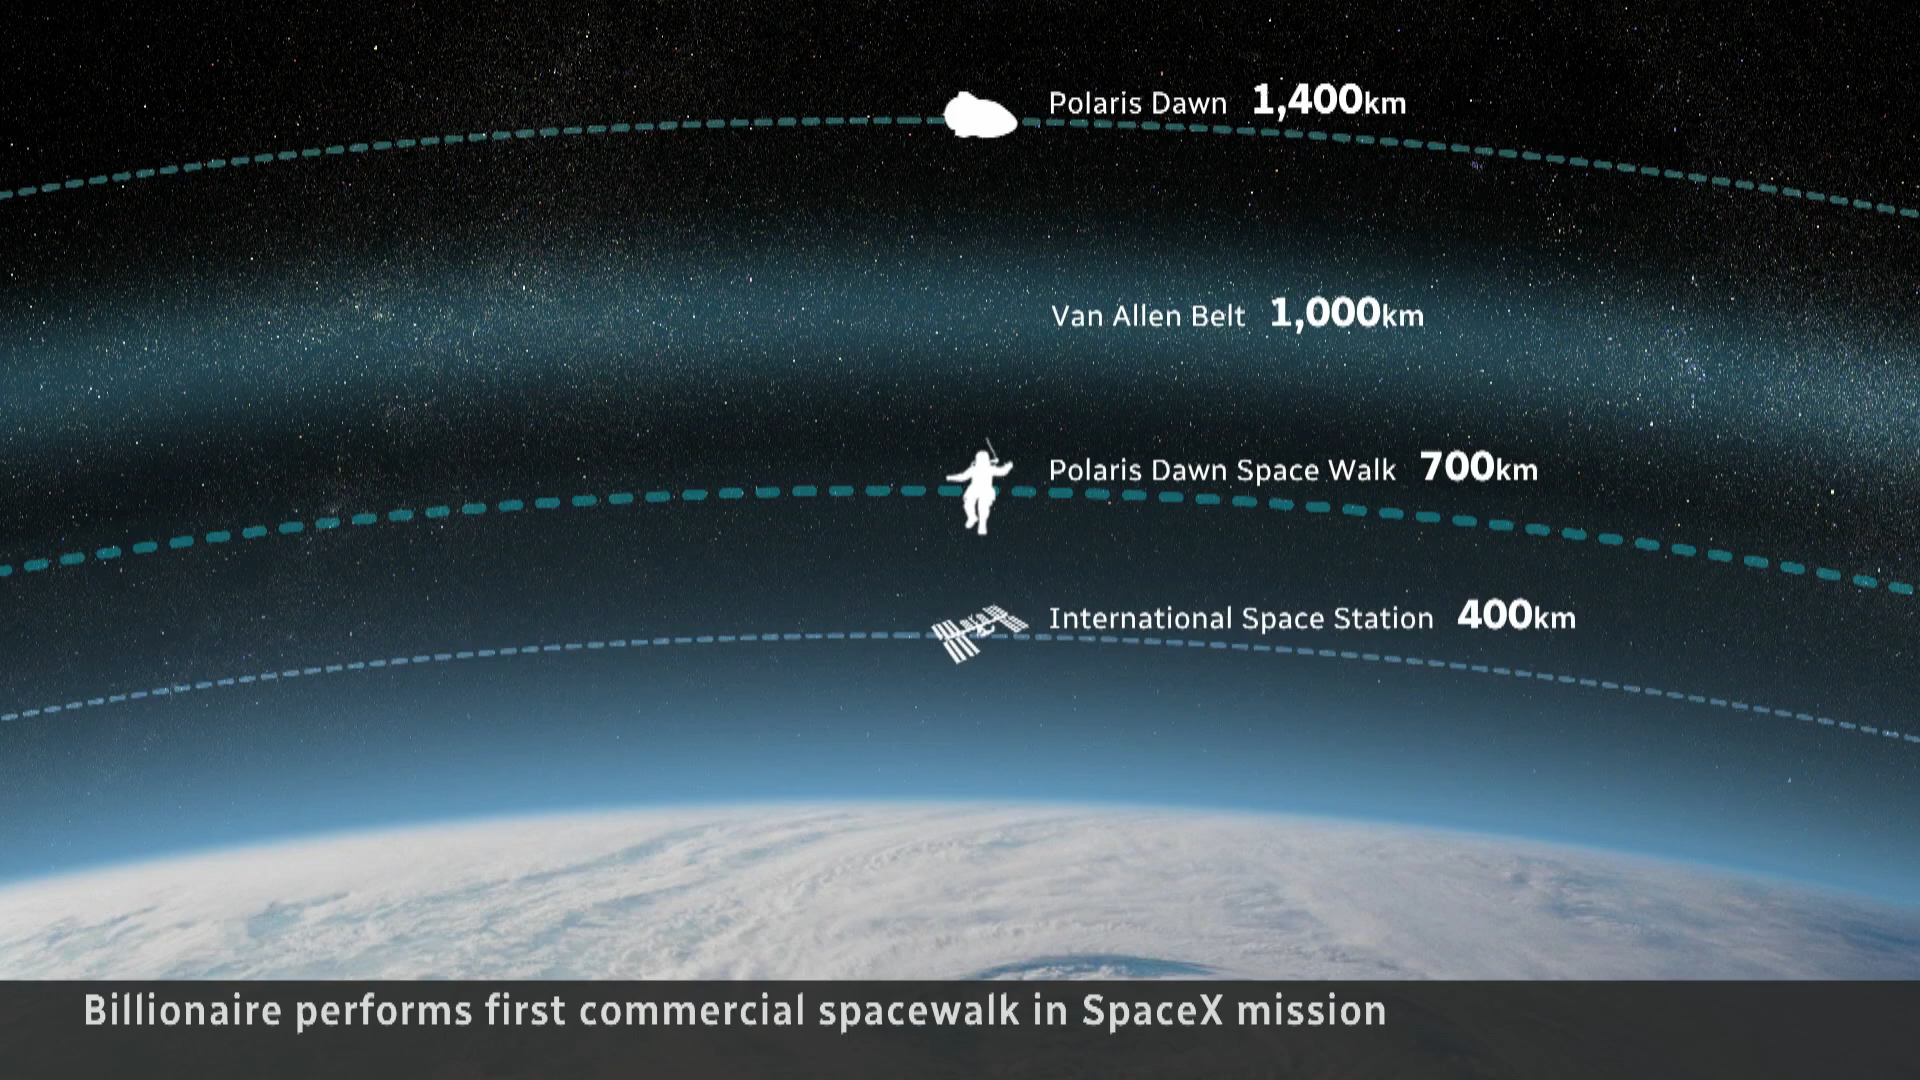 Polaris Dawn 1,400km
Van Allen Belt 1,000km
Polaris Dawn Space Walk 700km
International Space Station 400km
Billionaire performs first commercial spacewalk in SpaceX mission